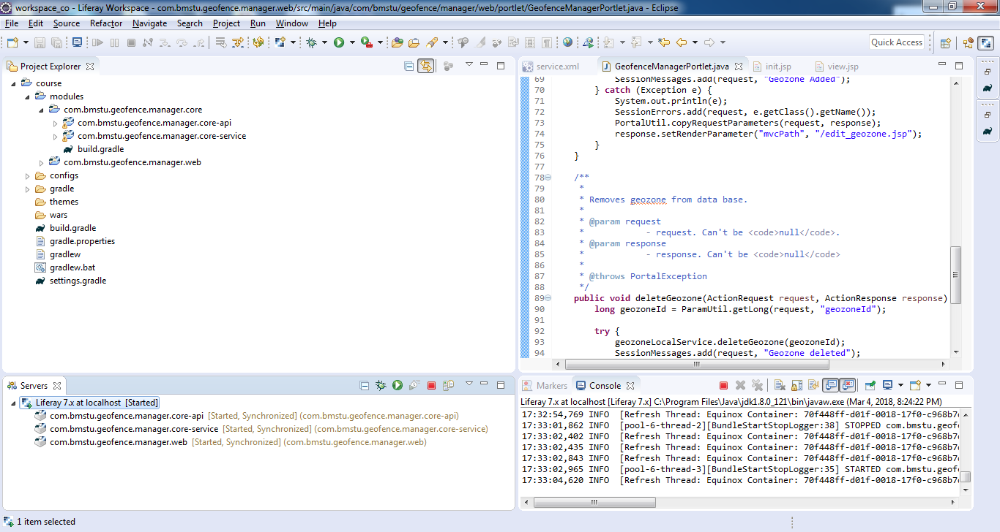 workspace_co - Liferay Workspace - com.bmstu.geofence.manager.web/src/main/java/com/bmstu/geofence/manager/web/portlet/GeofenceManagerPortlet.java - Eclipse
File Edit Source Refactor Navigate Search Project Run Window Help
Quick Access
Project Explorer
course
modules
com.bmstu.geofence.manager.core
com.bmstu.geofence.manager.core-api
com.bmstu.geofence.manager.core-service
build.gradle
com.bmstu.geofence.manager.web
configs
gradle
themes
wars
build.gradle
gradle.properties
gradlew
gradlew.bat
settings.gradle
service.xml GeofenceManagerPortlet.java init.jsp view.jsp
69 SessionMessages.add(request, "Geozone Added");
70 } catch (Exception e) {
71 System.out.println(e);
72 SessionErrors.add(request, e.getClass().getName());
73 PortalUtil.copyRequestParameters(request, response);
74 response.setRenderParameter("mvcPath", "/edit_geozone.jsp");
75 }
76 }
77
78 /**
79 *
80 * Removes geozone from data base.
81 *
82 * @param request
83 * - request. Can't be <code>null</code>.
84 * @param response
85 * - response. Can't be <code>null</code>
86 *
87 * @throws PortalException
88 */
89 public void deleteGeozone(ActionRequest request, ActionResponse response)
90 long geozoneId = ParamUtil.getLong(request, "geozoneId");
91
92 try {
93 geozoneLocalService.deleteGeozone(geozoneId);
94 SessionMessages.add(request, "Geozone deleted");
Servers
Liferay 7.x at localhost [Started]
com.bmstu.geofence.manager.core-api [Started, Synchronized] (com.bmstu.geofence.manager.core-api)
com.bmstu.geofence.manager.core-service [Started, Synchronized] (com.bmstu.geofence.manager.core-service)
com.bmstu.geofence.manager.web [Started, Synchronized] (com.bmstu.geofence.manager.web)
Markers Console
Liferay 7.x at localhost [Liferay 7.x] C:\Program Files\Java\jdk1.8.0_121\bin\javaw.exe (Mar 4, 2018, 8:24:22 PM)
17:32:54,769 INFO [Refresh Thread: Equinox Container: 70f448ff-d01f-0018-17f0-c968b7
17:33:01,862 INFO [pool-6-thread-2][BundleStartStopLogger:38] STOPPED com.bmstu.geof
17:33:02,402 INFO [Refresh Thread: Equinox Container: 70f448ff-d01f-0018-17f0-c968b7
17:33:02,435 INFO [Refresh Thread: Equinox Container: 70f448ff-d01f-0018-17f0-c968b7
17:33:02,843 INFO [Refresh Thread: Equinox Container: 70f448ff-d01f-0018-17f0-c968b7
17:33:02,965 INFO [pool-6-thread-3][BundleStartStopLogger:35] STARTED com.bmstu.geof
17:33:04,620 INFO [Refresh Thread: Equinox Container: 70f448ff-d01f-0018-17f0-c968b7
1 item selected